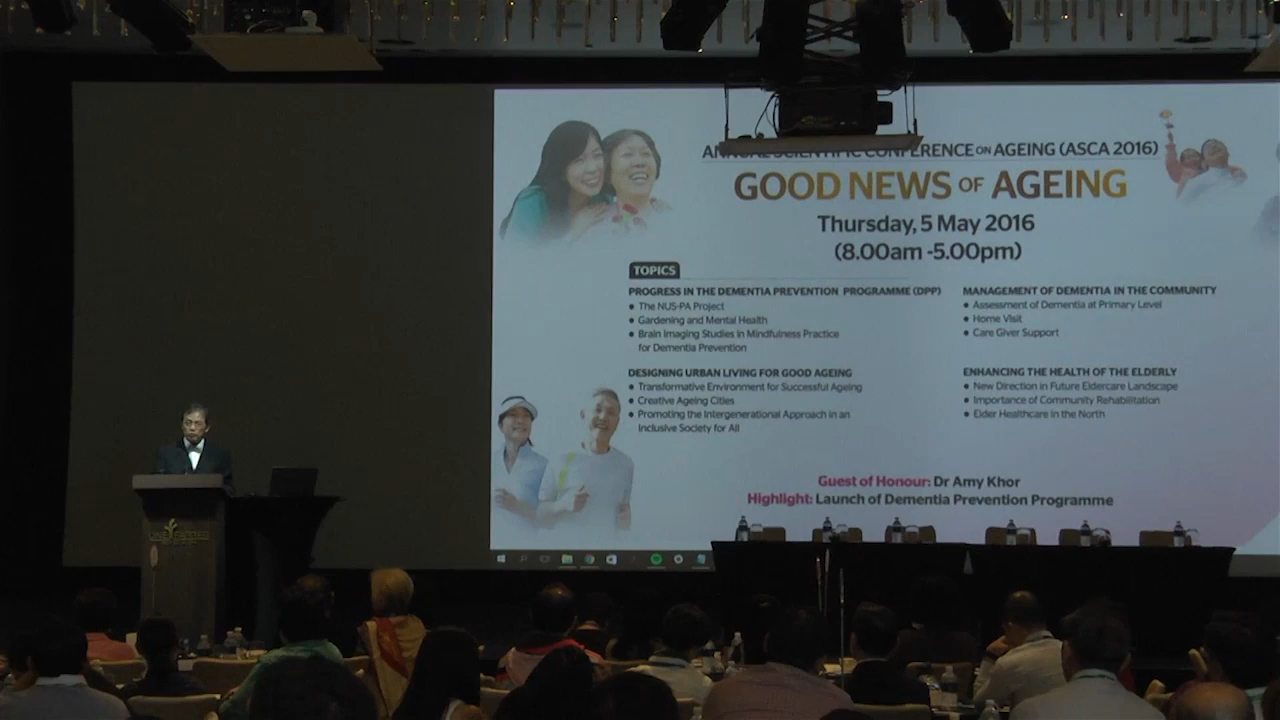 ANNUAL SCIENTIFIC CONFERENCE ON AGEING (ASCA 2016)
GOOD NEWS OF AGEING
Thursday, 5 May 2016
(8.00am -5.00pm)
TOPICS
PROGRESS IN THE DEMENTIA PREVENTION PROGRAMME (DPP)
• The NUS-PA Project
• Gardening and Mental Health
• Brain Imaging Studies in Mindfulness Practice
for Dementia Prevention
MANAGEMENT OF DEMENTIA IN THE COMMUNITY
• Assessment of Dementia at Primary Level
• Home Visit
• Care Giver Support
DESIGNING URBAN LIVING FOR GOOD AGEING
• Transformative Environment for Successful Ageing
• Creative Ageing Cities
• Promoting the Intergenerational Approach in an
Inclusive Society for All
ENHANCING THE HEALTH OF THE ELDERLY
• New Direction in Future Eldercare Landscape
• Importance of Community Rehabilitation
• Elder Healthcare in the North
Guest of Honour: Dr Amy Khor
Highlight: Launch of Dementia Prevention Programme